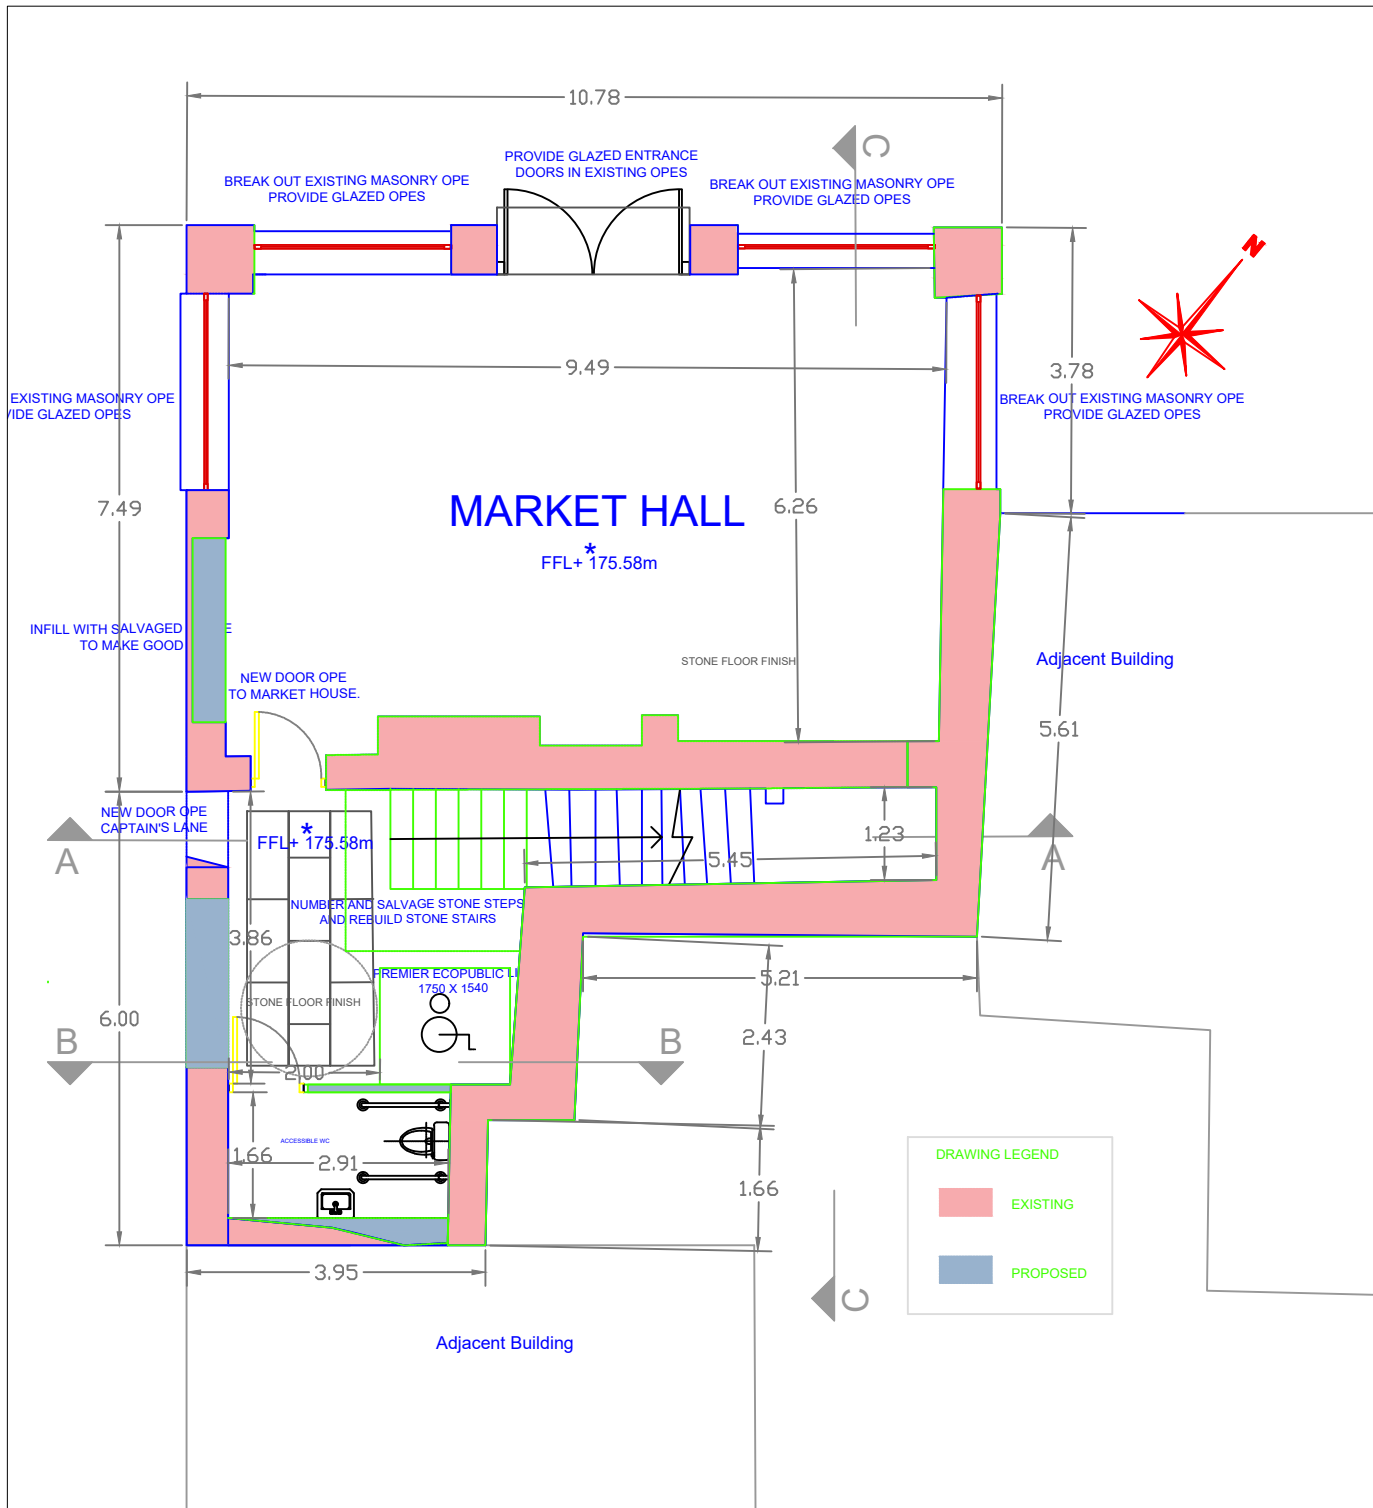 10.78
C
PROVIDE GLAZED ENTRANCE
DOORS IN EXISTING OPES
BREAK OUT EXISTING MASONRY OPE
PROVIDE GLAZED OPES
BREAK OUT EXISTING MASONRY OPE
PROVIDE GLAZED OPES
N
9.49
3.78
EXISTING MASONRY OPE
VIDE GLAZED OPES
BREAK OUT EXISTING MASONRY OPE
PROVIDE GLAZED OPES
7.49
MARKET HALL
6.26
*
FFL+ 175.58m
INFILL WITH SALVAGED
TO MAKE GOOD
STONE FLOOR FINISH
Adjacent Building
NEW DOOR OPE
TO MARKET HOUSE.
5.61
NEW DOOR OPE
CAPTAIN'S LANE
*
FFL+ 175.58m
A
1.23
A
5.45
NUMBER AND SALVAGE STONE STEPS
AND REBUILD STONE STAIRS
3.86
PREMIER ECOPUBLIC LI
1750 X 1540
5.21
STONE FLOOR FINISH
6.00
B
B
2.43
2.00
ACCESSIBLE WC
1.66
2.91
1.66
DRAWING LEGEND
EXISTING
PROPOSED
3.95
C
Adjacent Building